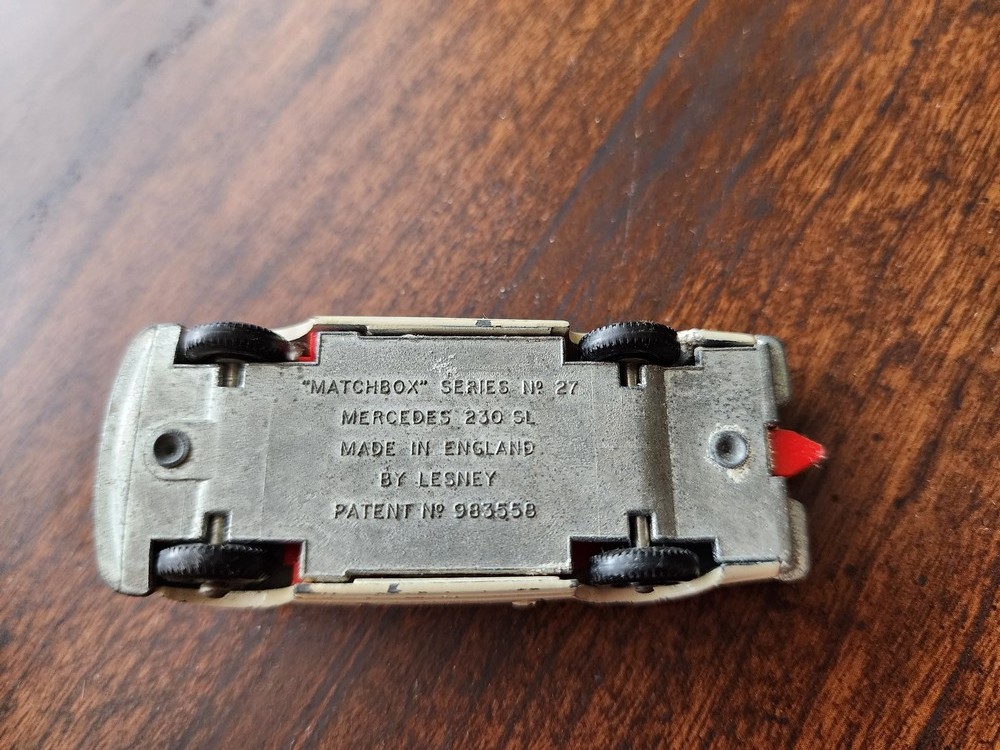 "MATCHBOX" SERIES Nº 27
MERCEDES 230 SL
MADE IN ENGLAND
BY LESNEY
PATENT Nº 983558